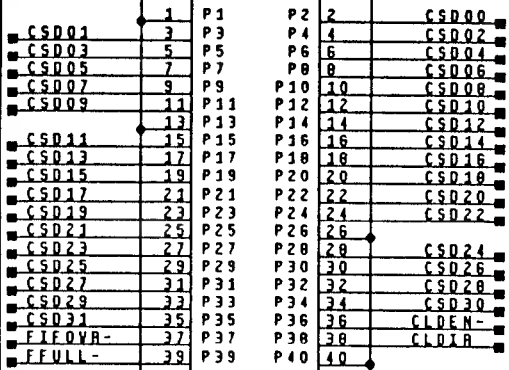 1 P1 P2 2 CSD00
CSD01 3 P3 P4 4 CSD02
CSD03 5 P5 P6 6 CSD04
CSD05 7 P7 P8 8 CSD06
CSD07 9 P9 P10 10 CSD08
CSD09 11 P11 P12 12 CSD10
13 P13 P14 14 CSD12
CSD11 15 P15 P16 16 CSD14
CSD13 17 P17 P18 18 CSD16
CSD15 19 P19 P20 20 CSD18
CSD17 21 P21 P22 22 CSD20
CSD19 23 P23 P24 24 CSD22
CSD21 25 P25 P26 26
CSD23 27 P27 P28 28 CSD24
CSD25 29 P29 P30 30 CSD26
CSD27 31 P31 P32 32 CSD28
CSD29 33 P33 P34 34 CSD30
CSD31 35 P35 P36 36 CLDEN-
FIFOWR- 37 P37 P38 38 CLDIR
FFULL- 39 P39 P40 40